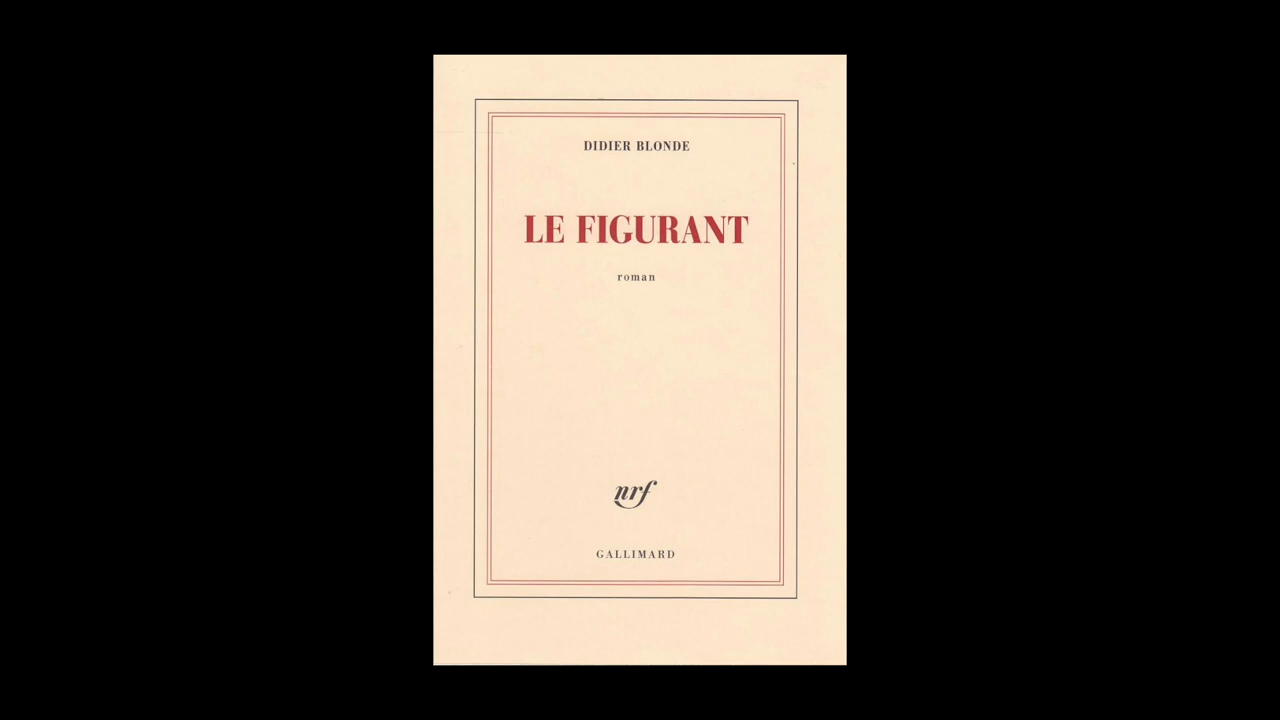 DIDIER BLONDE
LE FIGURANT
roman
nrf
GALLIMARD